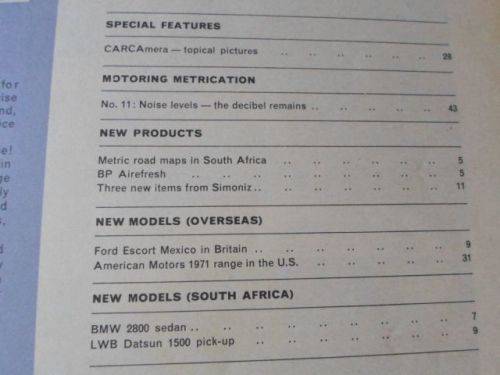 SPECIAL FEATURES
CARCAmera — topical pictures .. .. .. .. .. .. 28
MOTORING METRICATION
No. 11: Noise levels — the decibel remains .. .. .. .. .. 43
NEW PRODUCTS
Metric road maps in South Africa .. .. .. .. .. .. 5
BP Airefresh .. .. .. .. .. .. .. .. 5
Three new items from Simoniz .. .. .. .. .. .. 11
NEW MODELS (OVERSEAS)
Ford Escort Mexico in Britain .. .. .. .. .. .. .. 9
American Motors 1971 range in the U.S. .. .. .. .. .. 31
NEW MODELS (SOUTH AFRICA)
BMW 2800 sedan .. .. .. .. .. .. .. .. 7
LWB Datsun 1500 pick-up .. .. .. .. .. .. .. 9
for